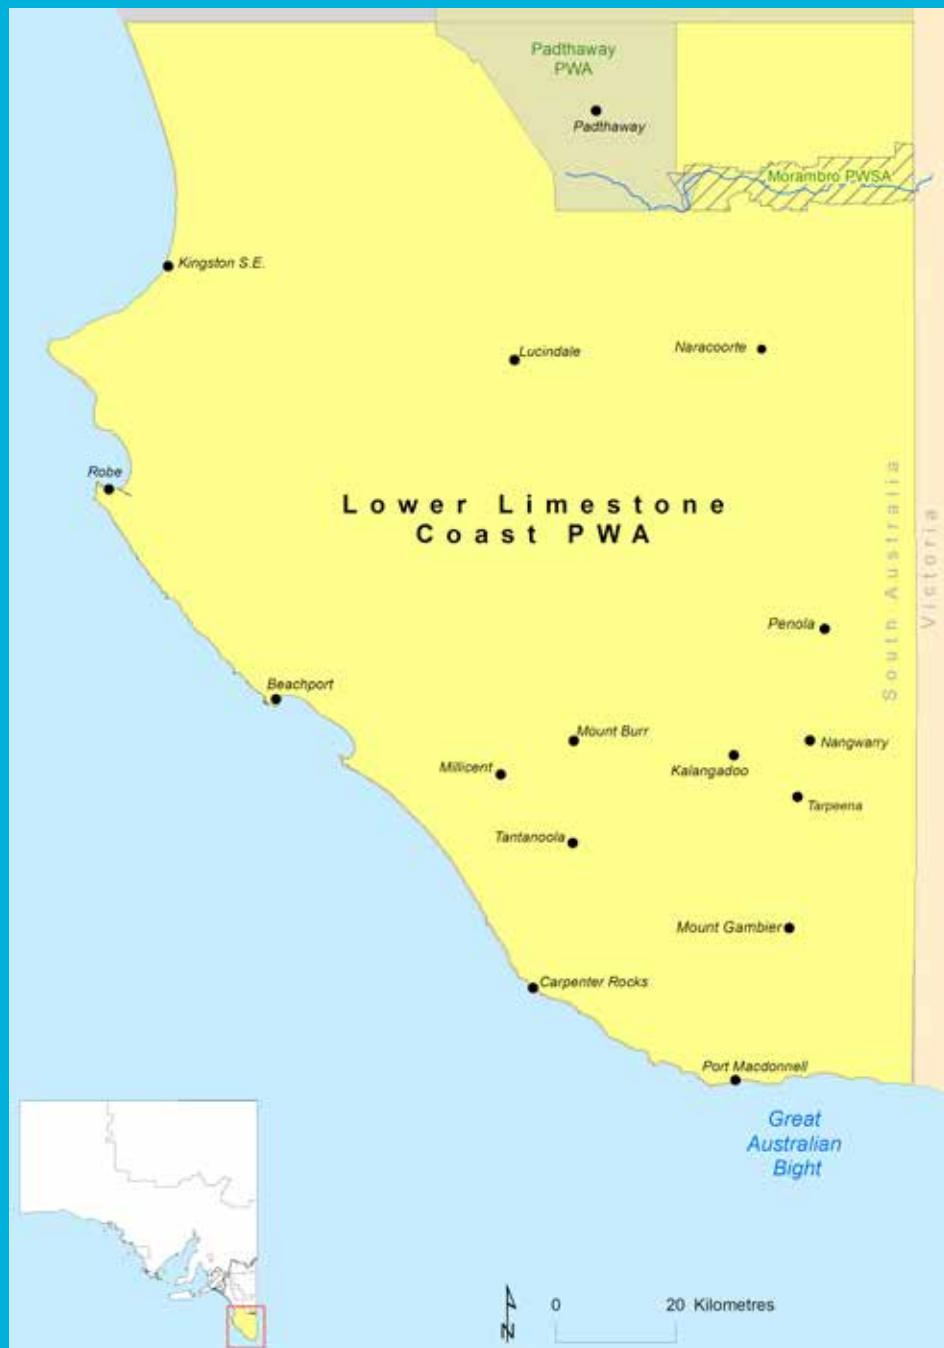 Padthaway
PWA
Padthaway
Morambro PWSA
Kingston S.E.
Lucindale
Naracoorte
Robe
Lower Limestone
Coast PWA
South Australia
Victoria
Penola
Beachport
Mount Burr
Nangwarry
Millicent
Kalangadoo
Tarpeena
Tantanoola
Mount Gambier
Carpenter Rocks
Port Macdonnell
Great
Australian
Bight
N
0 20 Kilometres